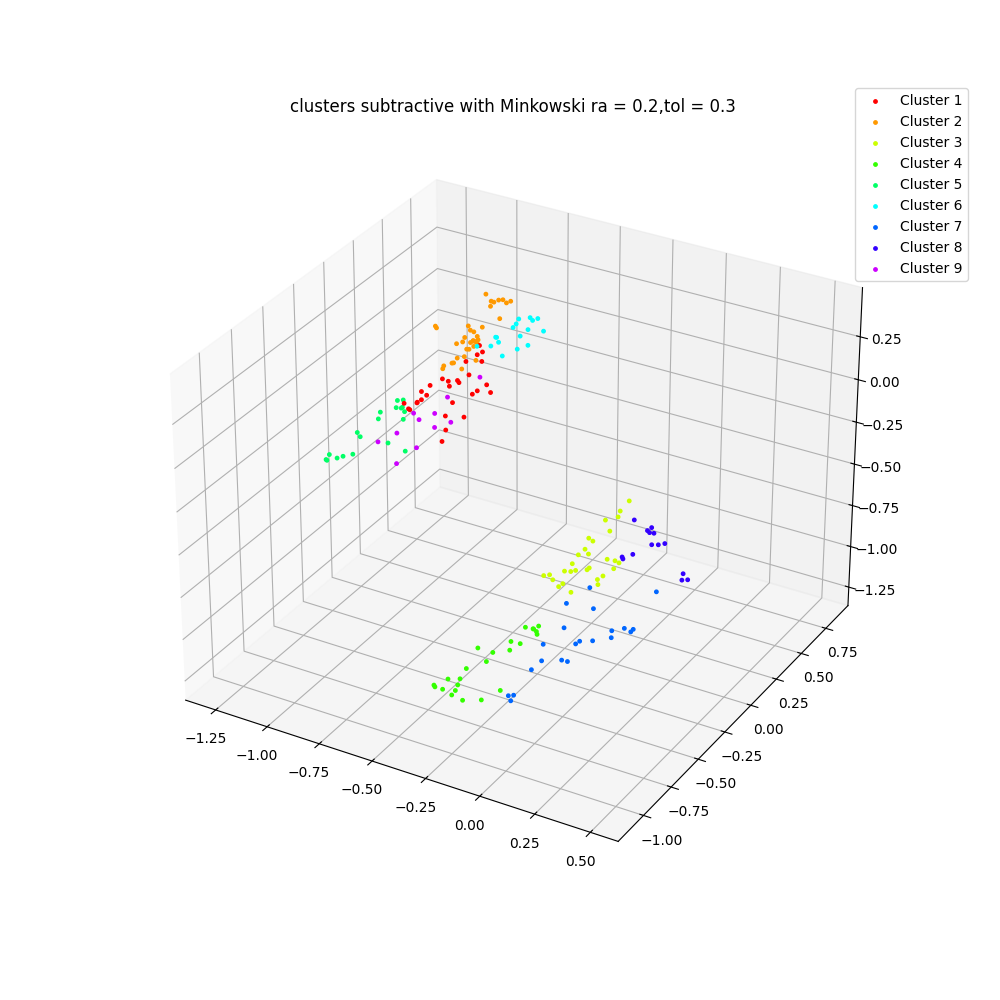 clusters subtractive with Minkowski ra = 0.2,tol = 0.3
Cluster 1
Cluster 2
Cluster 3
Cluster 4
Cluster 5
Cluster 6
Cluster 7
Cluster 8
Cluster 9
0.25
0.00
−0.25
−0.50
−0.75
−1.00
−1.25
0.75
0.50
0.25
0.00
−0.25
−0.50
−0.75
−1.00
−1.25
−1.00
−0.75
−0.50
−0.25
0.00
0.25
0.50